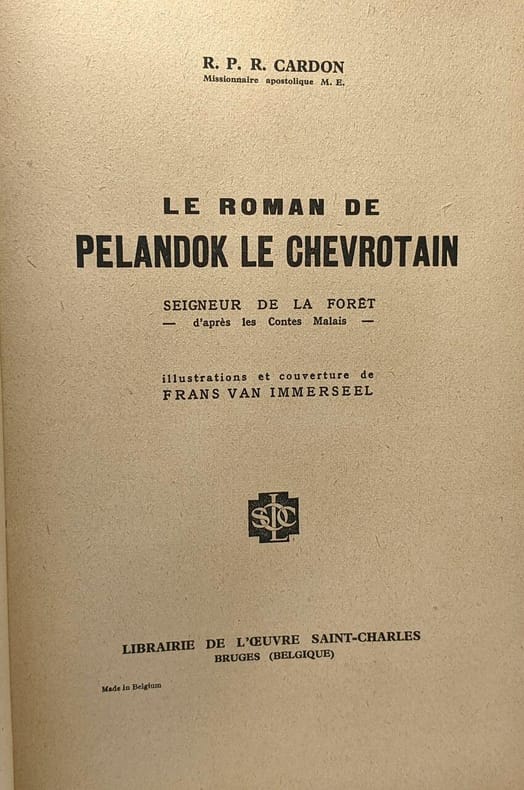 R. P. R. CARDON
Missionnaire apostolique M. E.
LE ROMAN DE
PELANDOK LE CHEVROTAIN
SEIGNEUR DE LA FORÊT
— d'après les Contes Malais —
illustrations et couverture de
FRANS VAN IMMERSEEL
LIBRAIRIE DE L'ŒUVRE SAINT-CHARLES
BRUGES (BELGIQUE)
Made in Belgium